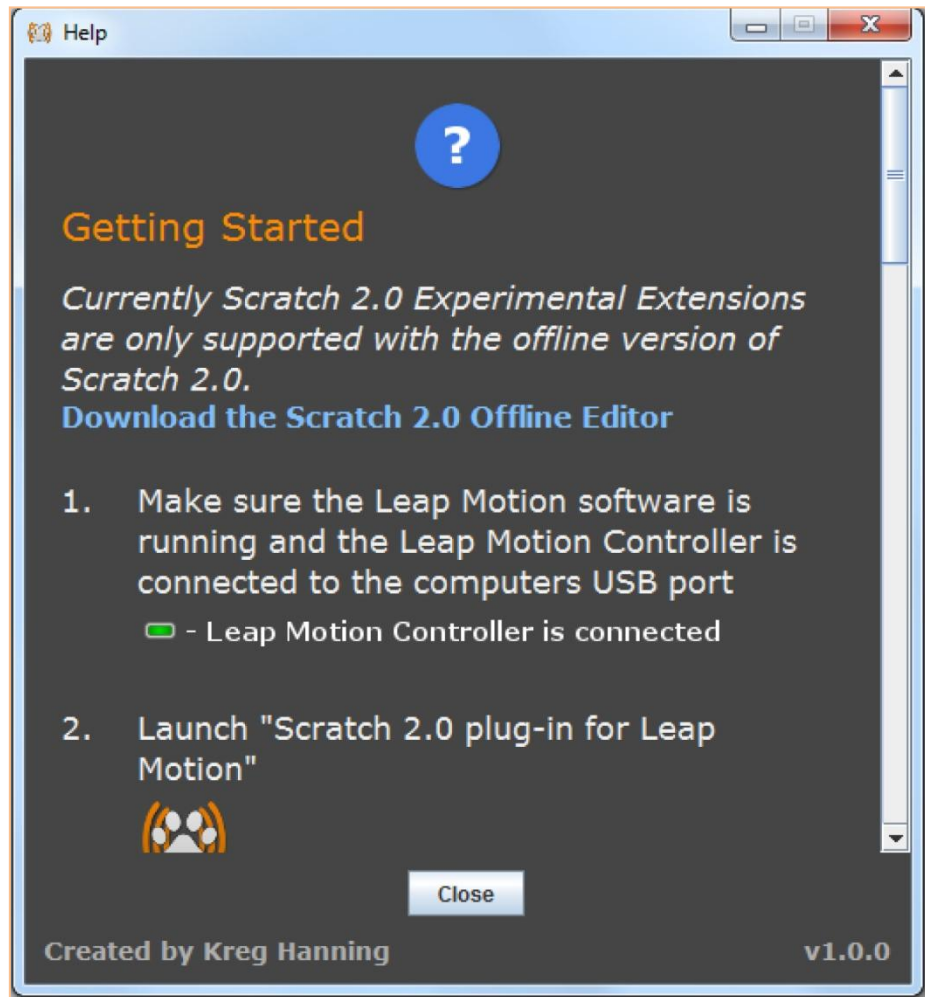 Help
?
Getting Started
Currently Scratch 2.0 Experimental Extensions
are only supported with the offline version of
Scratch 2.0.
Download the Scratch 2.0 Offline Editor
1. Make sure the Leap Motion software is
running and the Leap Motion Controller is
connected to the computers USB port
- Leap Motion Controller is connected
2. Launch "Scratch 2.0 plug-in for Leap
Motion"
Close
Created by Kreg Hanning v1.0.0